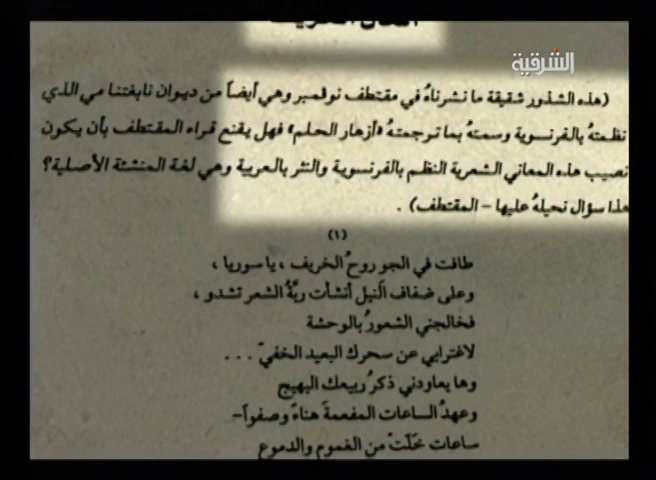 الشرقية
(هذه الشذور شقيقة ما نشرناهُ في مقتطف نوفمبر وهي أيضاً من ديوان نابغتنا مي الذي
نظمتهُ بالفرنسوية وسمتهُ بما ترجمتهُ «أزهار الحلم» فهل يقنع قراء المقتطف بأن يكون
نصيب هذه المعاني الشعرية النظم بالفرنسوية والنثر بالعربية وهي لغة المنشئة الأصلية؟
هذا سؤال نحيلهُ عليها – المقتطف) .
(١)
طافت في الجو روحُ الخريف ، يا سوريا ،
وعلى ضفاف النيل أنشأت ربَّةُ الشعر تشدو ،
فخالجني الشعورُ بالوحشة
لاغترابي عن سحرك البعيد الخفيّ . . .
وها يعاودني ذكرُ ربيعك البهيج
وعهدُ الساعات المفعمة هناءً وصفواً–
ساعات خَلَتْ من الغموم والدموع